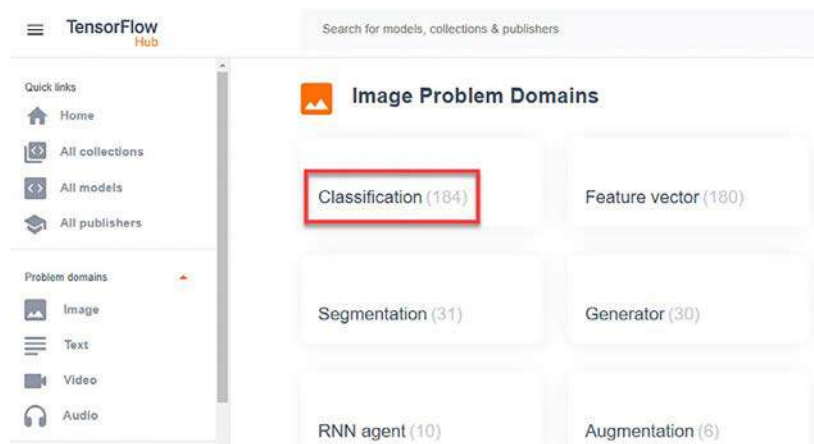 TensorFlow
Hub
Search for models, collections & publishers
Quick links
Home
All collections
All models
All publishers
Problem domains
Image
Text
Video
Audio
Image Problem Domains
Classification (184)
Feature vector (180)
Segmentation (31)
Generator (30)
RNN agent (10)
Augmentation (6)